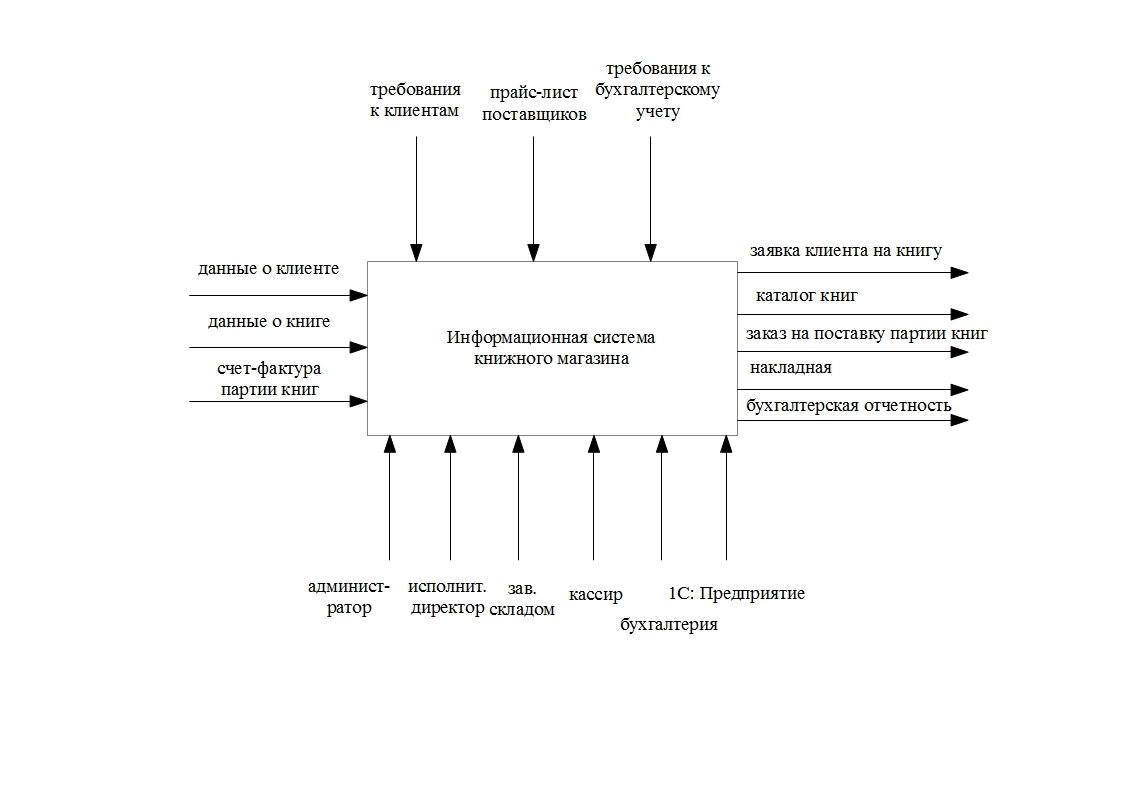 требования
к клиентам
прайс-лист
поставщиков
требования к
бухгалтерскому
учету
данные о клиенте
данные о книге
счет-фактура
партии книг
Информационная система
книжного магазина
заявка клиента на книгу
каталог книг
заказ на поставку партии книг
накладная
бухгалтерская отчетность
админист-
ратор
исполнит.
директор
зав.
складом
кассир
бухгалтерия
1С: Предприятие